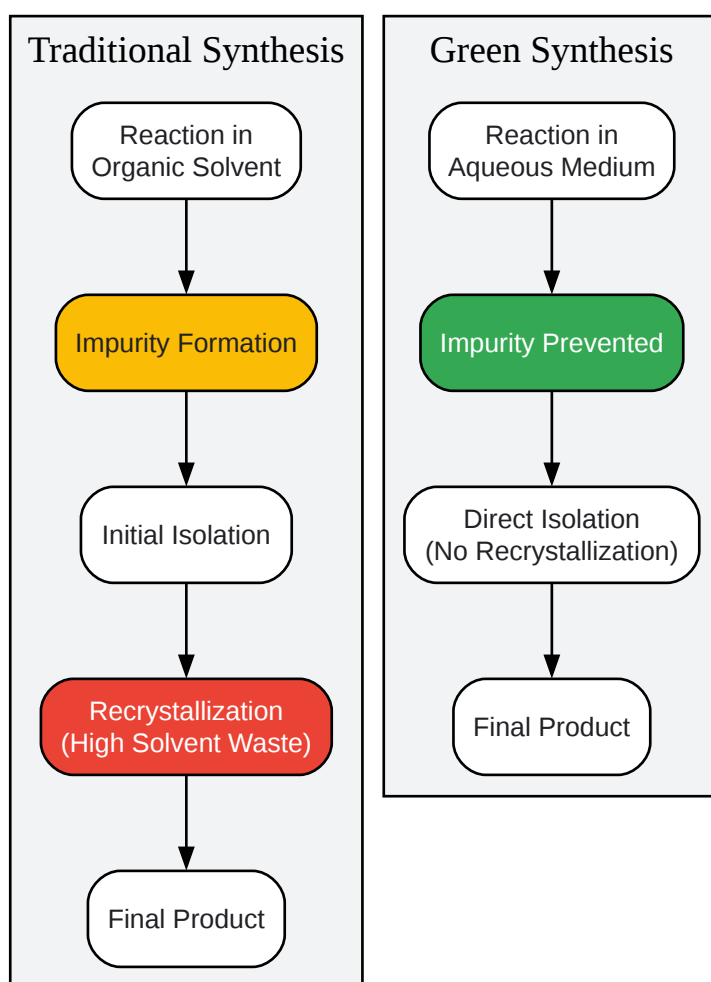 Traditional Synthesis
Reaction in
Organic Solvent
Impurity Formation
Initial Isolation
Recrystallization
(High Solvent Waste)
Final Product
Green Synthesis
Reaction in
Aqueous Medium
Impurity Prevented
Direct Isolation
(No Recrystallization)
Final Product